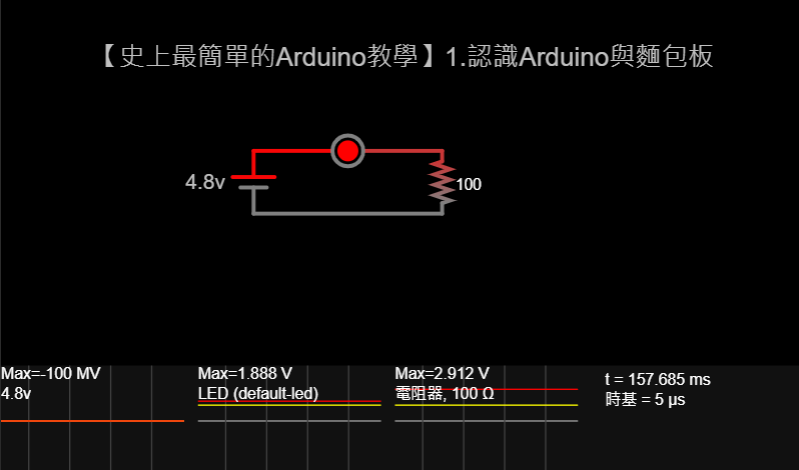 【史上最簡單的Arduino教學】1.認識Arduino與麵包板
4.8v
100
Max=-100 MV
4.8v
Max=1.888 V
LED (default-led)
Max=2.912 V
電阻器, 100 Ω
t = 157.685 ms
時基 = 5 µs